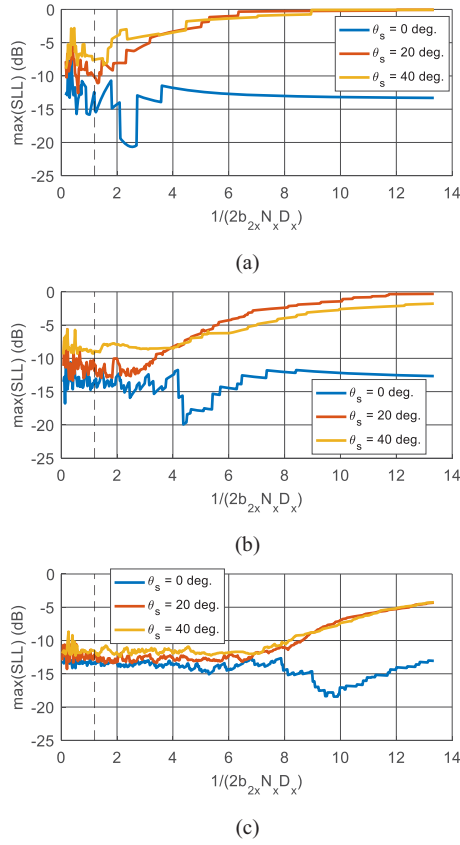 0
-5
-10
-15
-20
-25
max(SLL) (dB)
θs = 0 deg.
θs = 20 deg.
θs = 40 deg.
0 2 4 6 8 10 12 14
1/(2b2xNxDx)
(a)
0
-5
-10
-15
-20
-25
max(SLL) (dB)
θs = 0 deg.
θs = 20 deg.
θs = 40 deg.
0 2 4 6 8 10 12 14
1/(2b2xNxDx)
(b)
0
-5
-10
-15
-20
-25
max(SLL) (dB)
θs = 0 deg.
θs = 20 deg.
θs = 40 deg.
0 2 4 6 8 10 12 14
1/(2b2xNxDx)
(c)